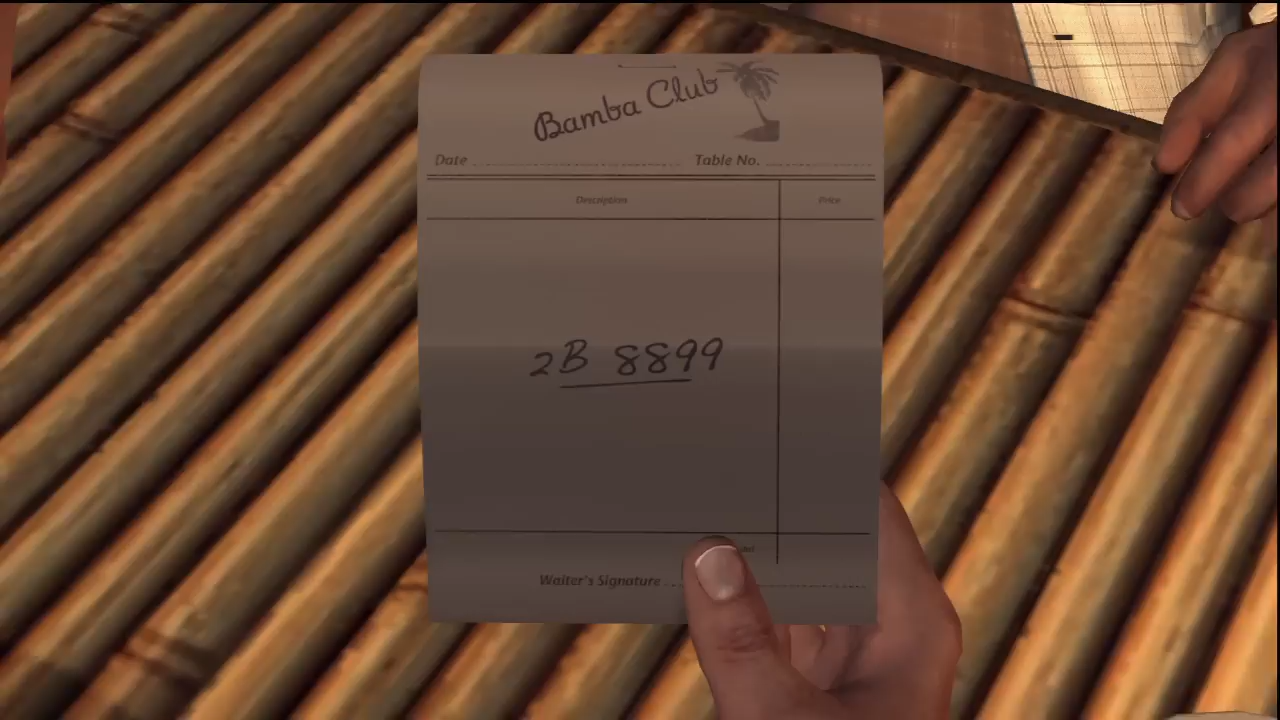 Bamba Club
Date Table No.
Description Price
2B 8899
Waiter's Signature